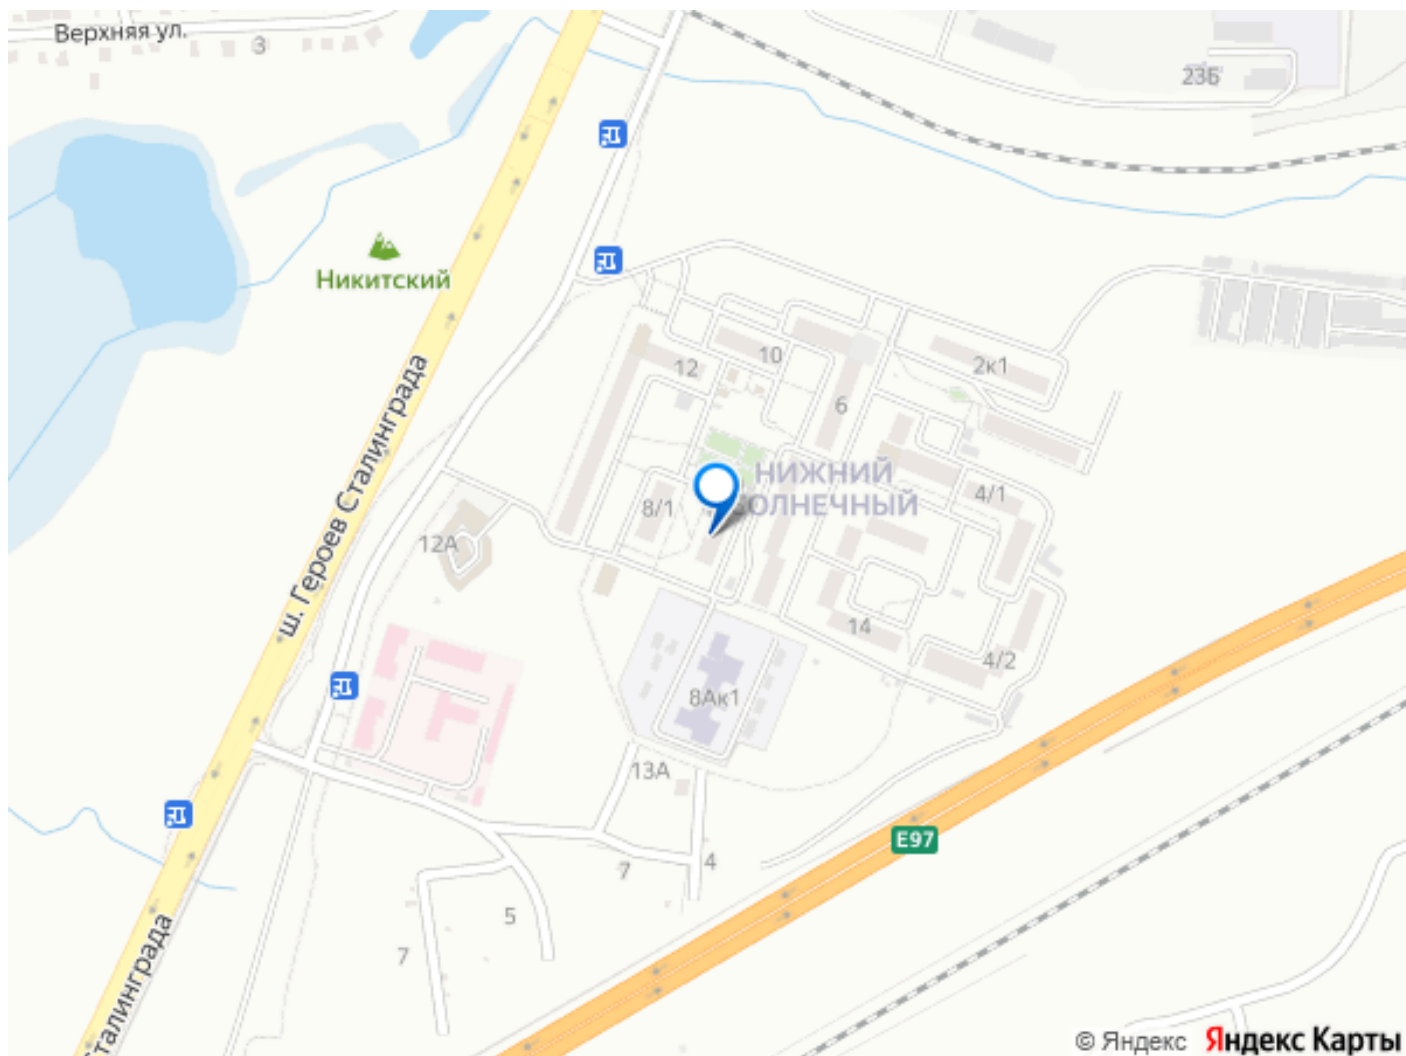 Верхняя ул.
3
23Б
Никитский
12
10
2к1
6
ш. Героев Сталинграда
НИЖНИЙ
СОЛНЕЧНЫЙ
8/1
4/1
12А
14
4/2
8Ак1
13А
E97
7
4
5
7
Сталинграда
© Яндекс Яндекс Карты